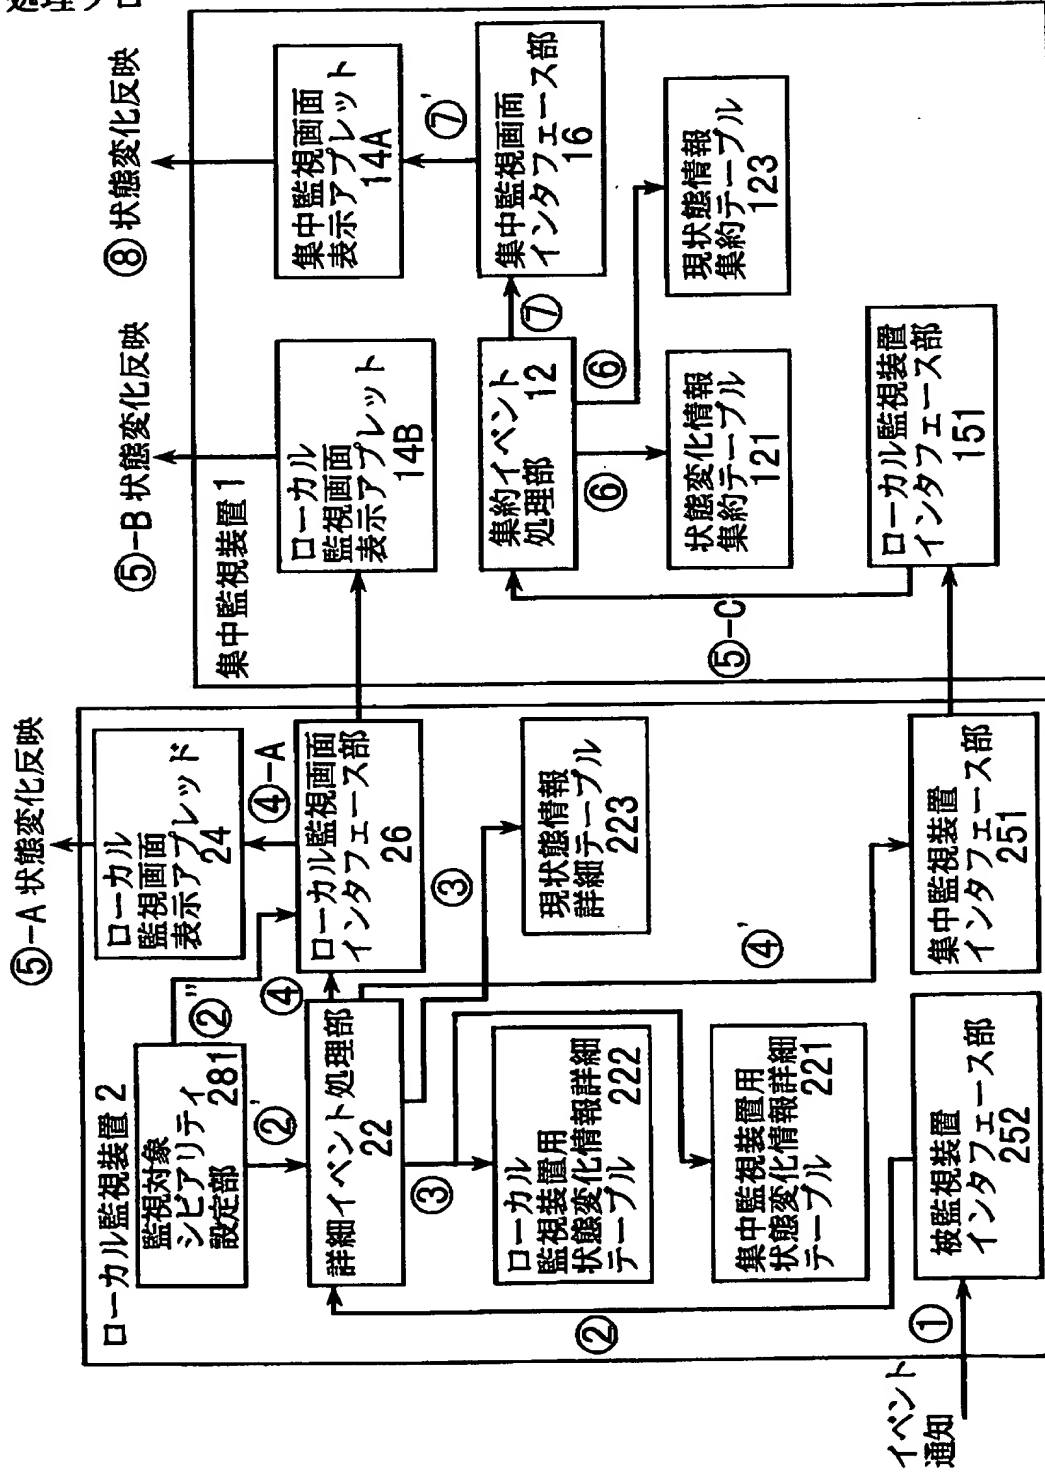 処理フロー
⑤-A 状態変化反映
⑤-B 状態変化反映
⑧ 状態変化反映
ローカル監視装置 2
監視対象
シビアリティ
設定部 281
②'
②''
ローカル
監視画面
表示アプレッド
24
④-A
詳細イベント処理部
22
④
ローカル監視画面
インタフェース部
26
③
③
ローカル
監視装置用
状態変化情報詳細
テーブル 222
現状態情報
詳細テーブル
223
集中監視装置用
状態変化情報詳細
テーブル 221
④'
②
被監視装置
インタフェース部
252
集中監視装置
インタフェース部
251
①
イベント
通知
集中監視装置 1
ローカル
監視画面
表示アプレット
14B
集中監視画面
表示アプレット
14A
⑦'
集約イベント
処理部 12
⑦
集中監視画面
インタフェース部
16
⑥
⑥
状態変化情報
集約テーブル
121
現状態情報
集約テーブル
123
⑤-C
ローカル監視装置
インタフェース部
151